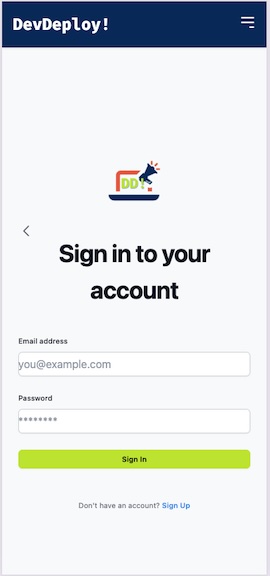 DevDeploy!
DD!
Sign in to your
account
Email address
you@example.com
Password
********
Sign In
Don't have an account? Sign Up